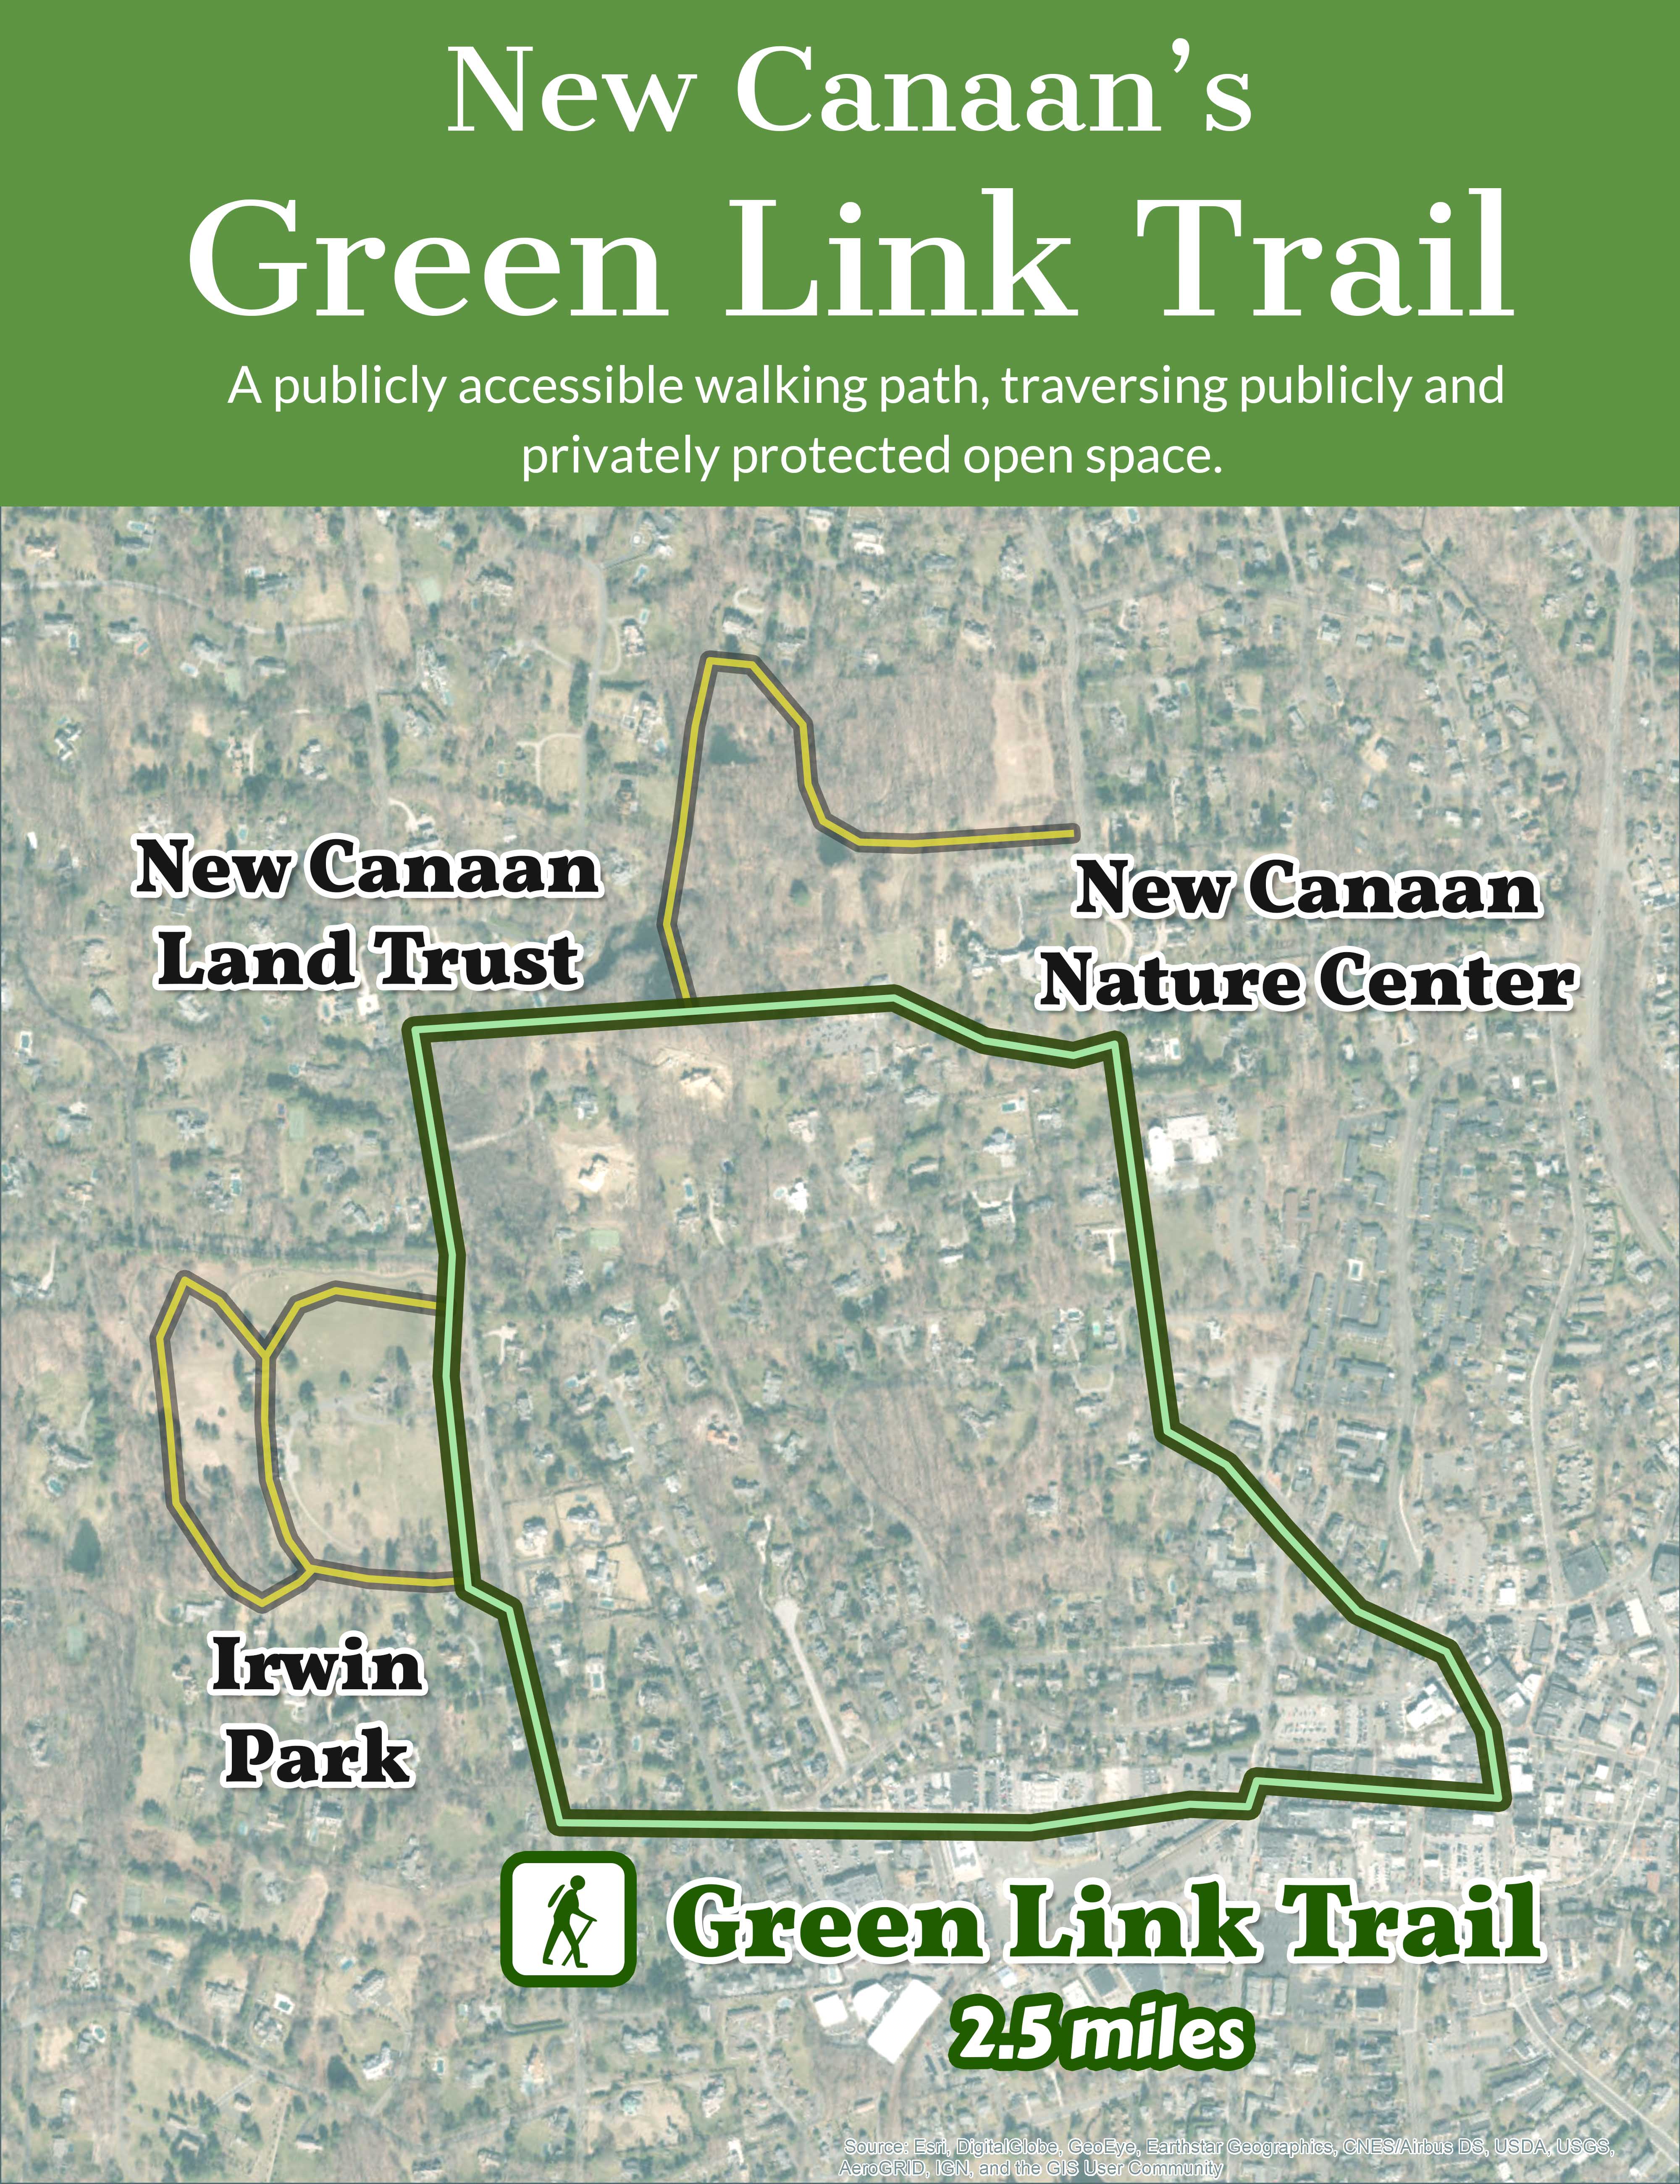 New Canaan’s
Green Link Trail
A publicly accessible walking path, traversing publicly and
privately protected open space.
New Canaan
Land Trust
New Canaan
Nature Center
Irwin
Park
Green Link Trail
2.5 miles
Source: Esri, DigitalGlobe, GeoEye, Earthstar Geographics, CNES/Airbus DS, USDA, USGS,
AeroGRID, IGN, and the GIS User Community